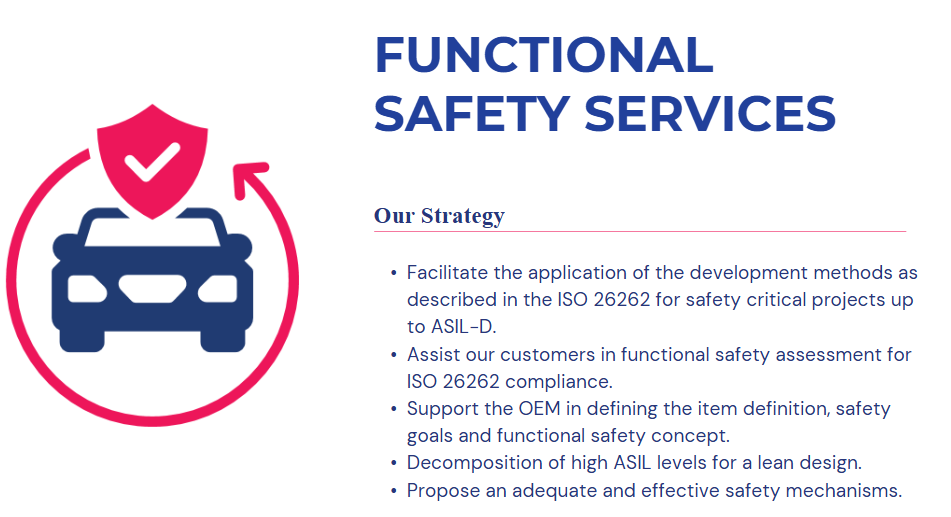 FUNCTIONAL
SAFETY SERVICES
Our Strategy
• Facilitate the application of the development methods as
described in the ISO 26262 for safety critical projects up
to ASIL-D.
• Assist our customers in functional safety assessment for
ISO 26262 compliance.
• Support the OEM in defining the item definition, safety
goals and functional safety concept.
• Decomposition of high ASIL levels for a lean design.
• Propose an adequate and effective safety mechanisms.